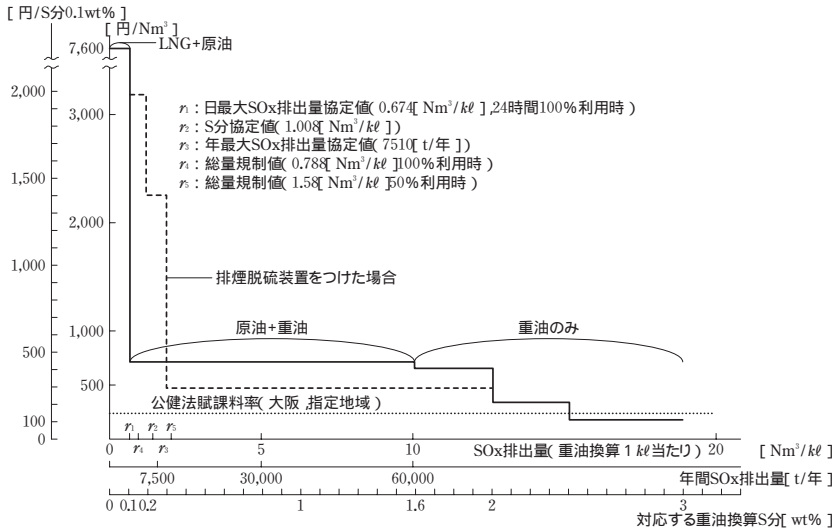 [ 円/S分0.1wt%]
[ 円/Nm³]
7,600
LNG+原油
2,000
3,000
r₁ : 日最大SOx排出量協定値( 0.674[ Nm³/kℓ ] ,24時間100%利用時 )
r₂ : S分協定値( 1.008[ Nm³/kℓ ] )
r₃ : 年最大SOx排出量協定値( 7510[ t/年 ] )
r₄ : 総量規制値( 0.788[ Nm³/kℓ ]100%利用時 )
r₅ : 総量規制値( 1.58[ Nm³/kℓ ]50%利用時 )
1,500
2,000
1,000
排煙脱硫装置をつけた場合
1,000
原油+重油
重油のみ
500
500
公健法賦課料率( 大阪 ,指定地域 )
100
0
r₁ r₂ r₅
r₄ r₃
0 5 10 SOx排出量( 重油換算 1 kℓ当たり ) 20 [ Nm³/kℓ ]
7,500 30,000 60,000 年間SOx排出量[ t/年 ]
0 0.10.2 1 1.6 2 3
対応する重油換算S分[ wt%]